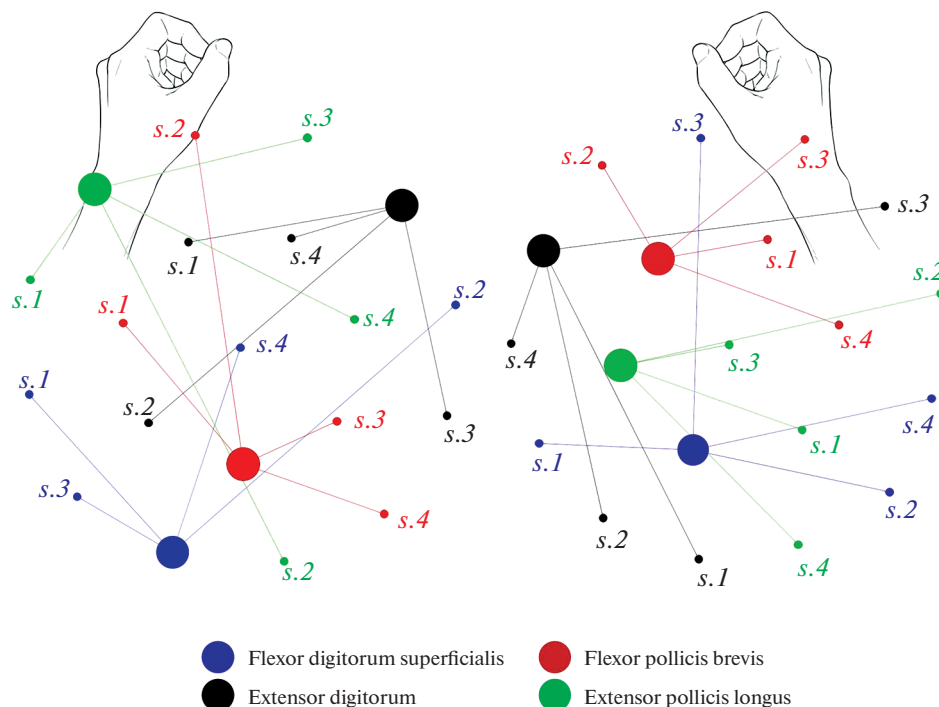 s.3
s.2
s.1
s.4
s.1
s.2
s.1
s.4
s.4
s.1
s.2
s.3
s.3
s.3
s.4
s.2
s.3
s.2
s.3
s.3
s.1
s.2
s.4
s.4
s.3
s.4
s.1
s.1
s.2
s.2
s.4
s.1
Flexor digitorum superficialis
Flexor pollicis brevis
Extensor digitorum
Extensor pollicis longus